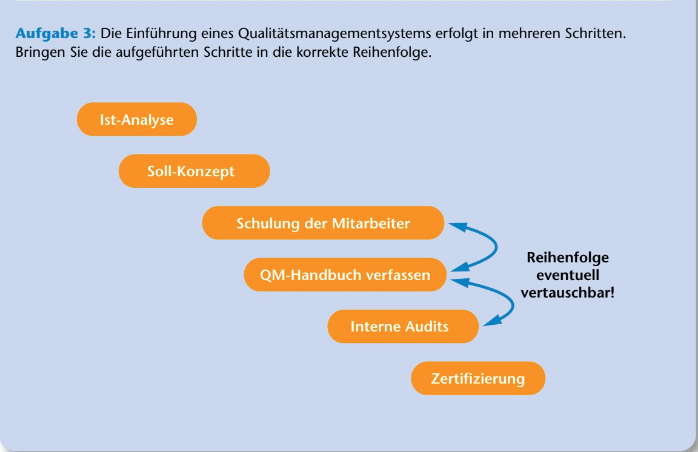 Aufgabe 3: Die Einführung eines Qualitätsmanagementsystems erfolgt in mehreren Schritten.
Bringen Sie die aufgeführten Schritte in die korrekte Reihenfolge.
Ist-Analyse
Soll-Konzept
Schulung der Mitarbeiter
QM-Handbuch verfassen
Reihenfolge
eventuell
vertauschbar!
Interne Audits
Zertifizierung